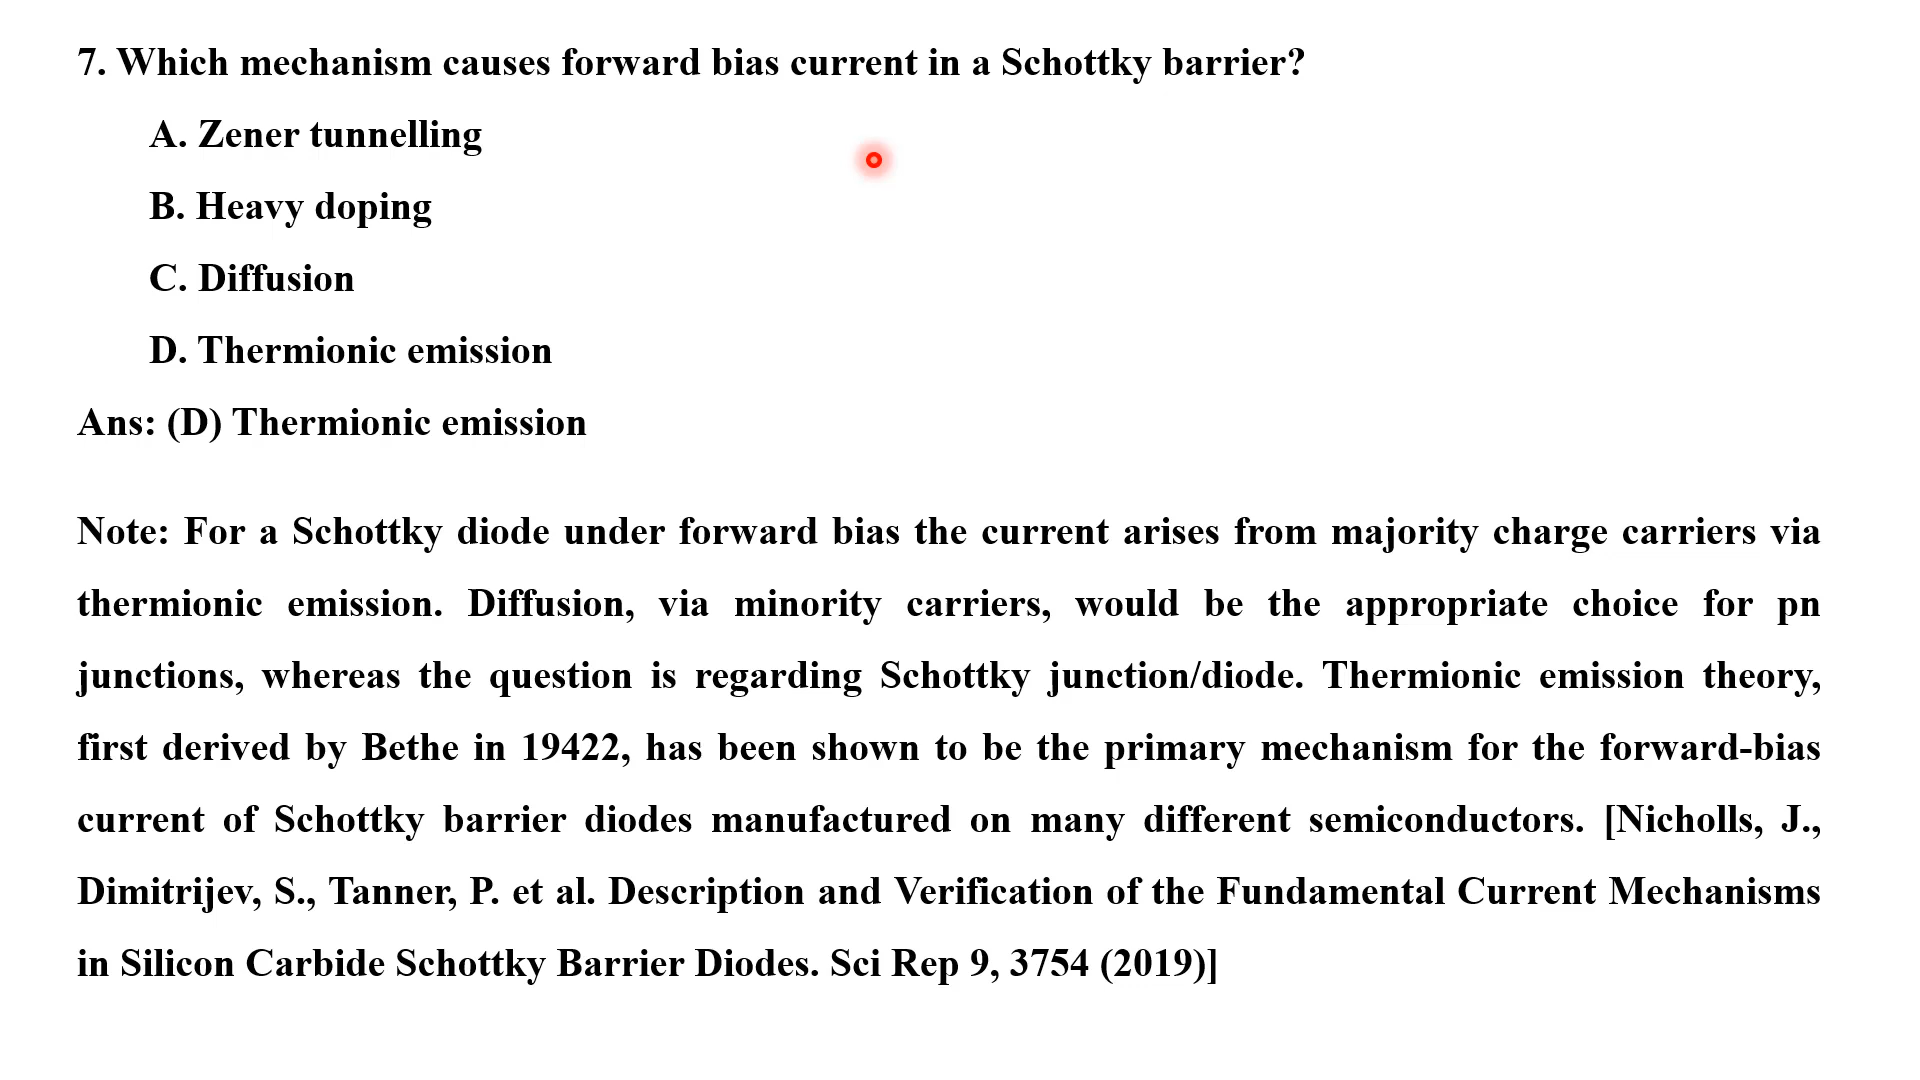 7. Which mechanism causes forward bias current in a Schottky barrier?
A. Zener tunnelling
B. Heavy doping
C. Diffusion
D. Thermionic emission
Ans: (D) Thermionic emission
Note: For a Schottky diode under forward bias the current arises from majority charge carriers via
thermionic emission. Diffusion, via minority carriers, would be the appropriate choice for pn
junctions, whereas the question is regarding Schottky junction/diode. Thermionic emission theory,
first derived by Bethe in 19422, has been shown to be the primary mechanism for the forward-bias
current of Schottky barrier diodes manufactured on many different semiconductors. [Nicholls, J.,
Dimitrijev, S., Tanner, P. et al. Description and Verification of the Fundamental Current Mechanisms
in Silicon Carbide Schottky Barrier Diodes. Sci Rep 9, 3754 (2019)]